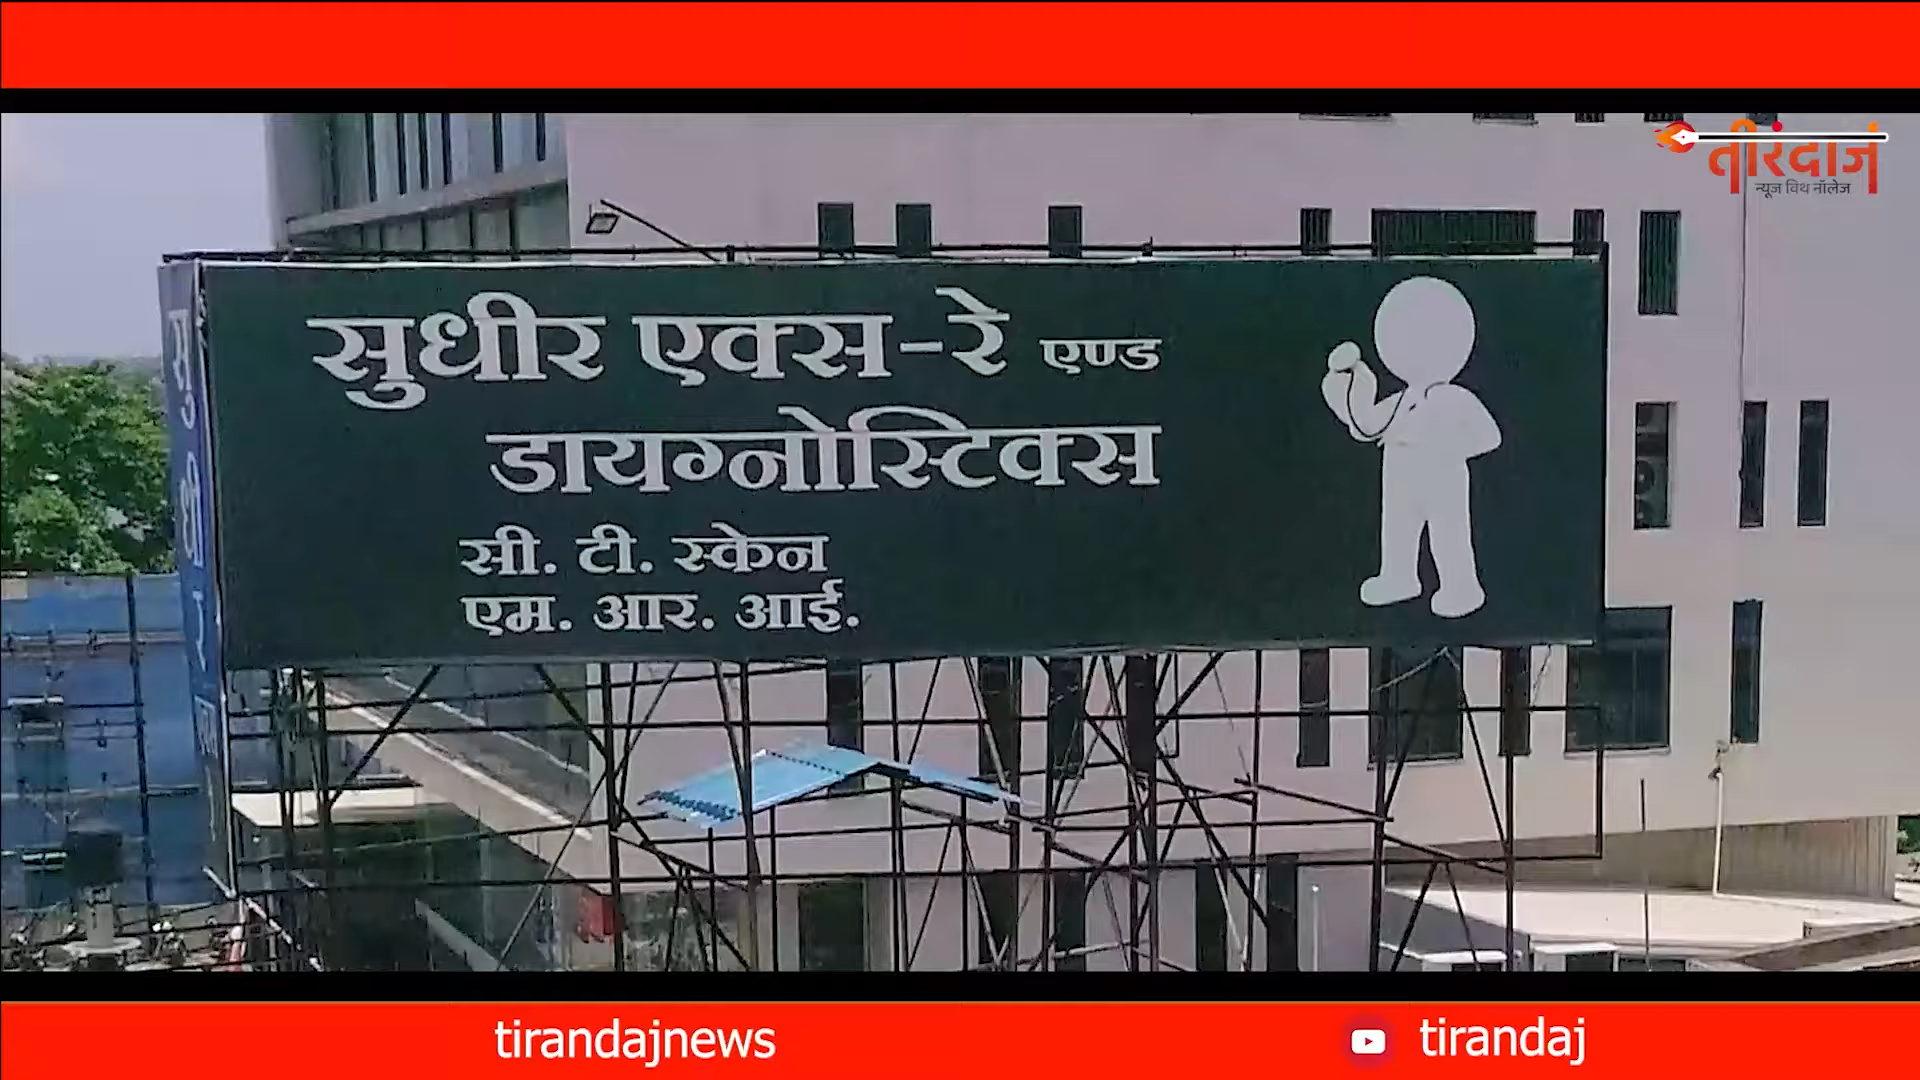 तीरंदाज
न्यूज विथ नॉलेज
सुधीर एक्स-रे एण्ड
डायग्नोस्टिक्स
सी. टी. स्केन
एम. आर. आई.
सुधीर
tirandajnews
tirandaj